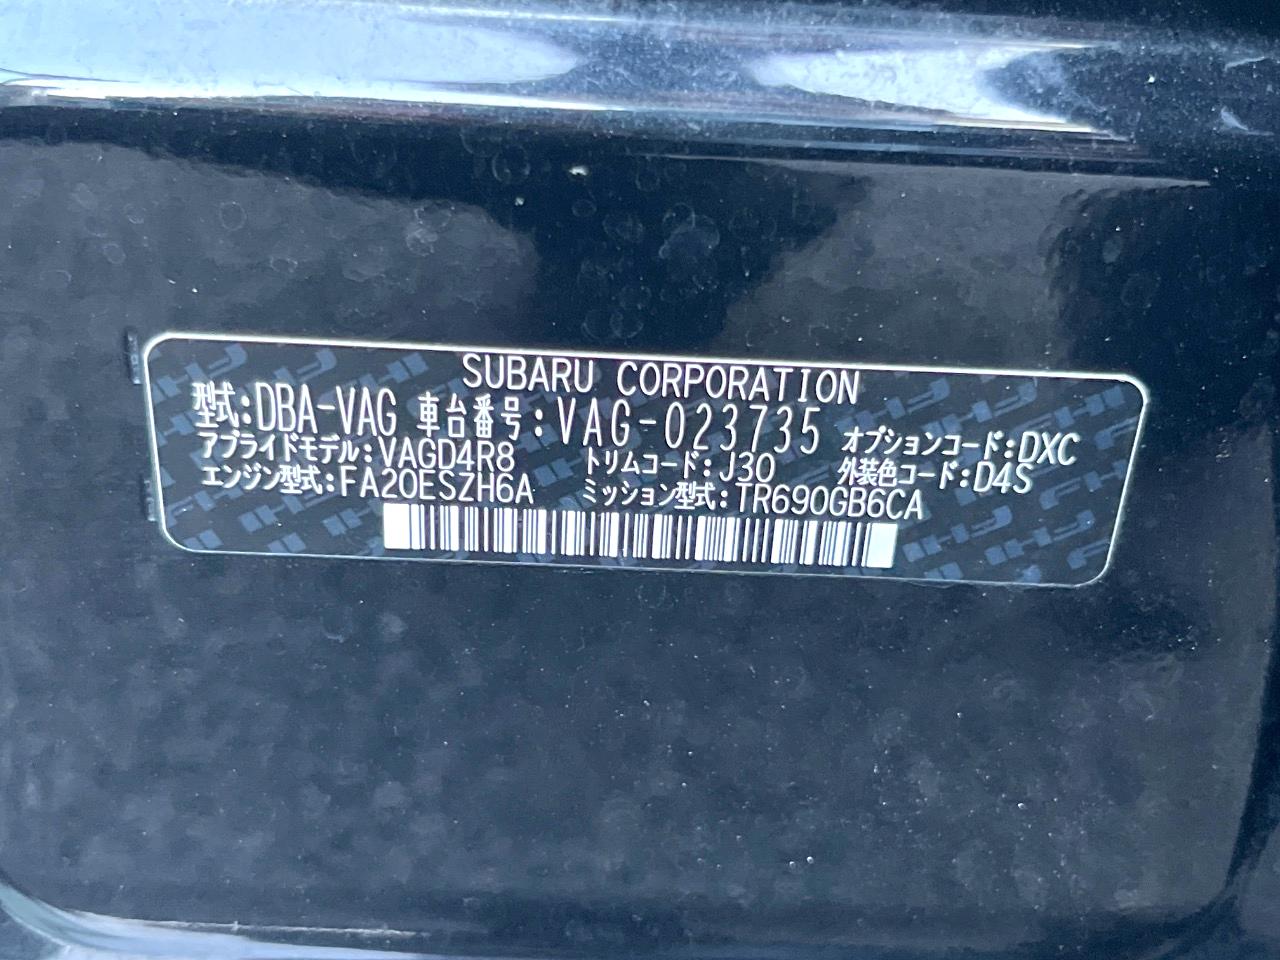 SUBARU CORPORATION
型式:DBA-VAG 車台番号:VAG-023735 オプションコード:DXC
アプライドモデル:VAGD4R8 トリムコード:J30 外装色コード:D4S
エンジン型式:FA20ESZH6A ミッション型式:TR690GB6CA